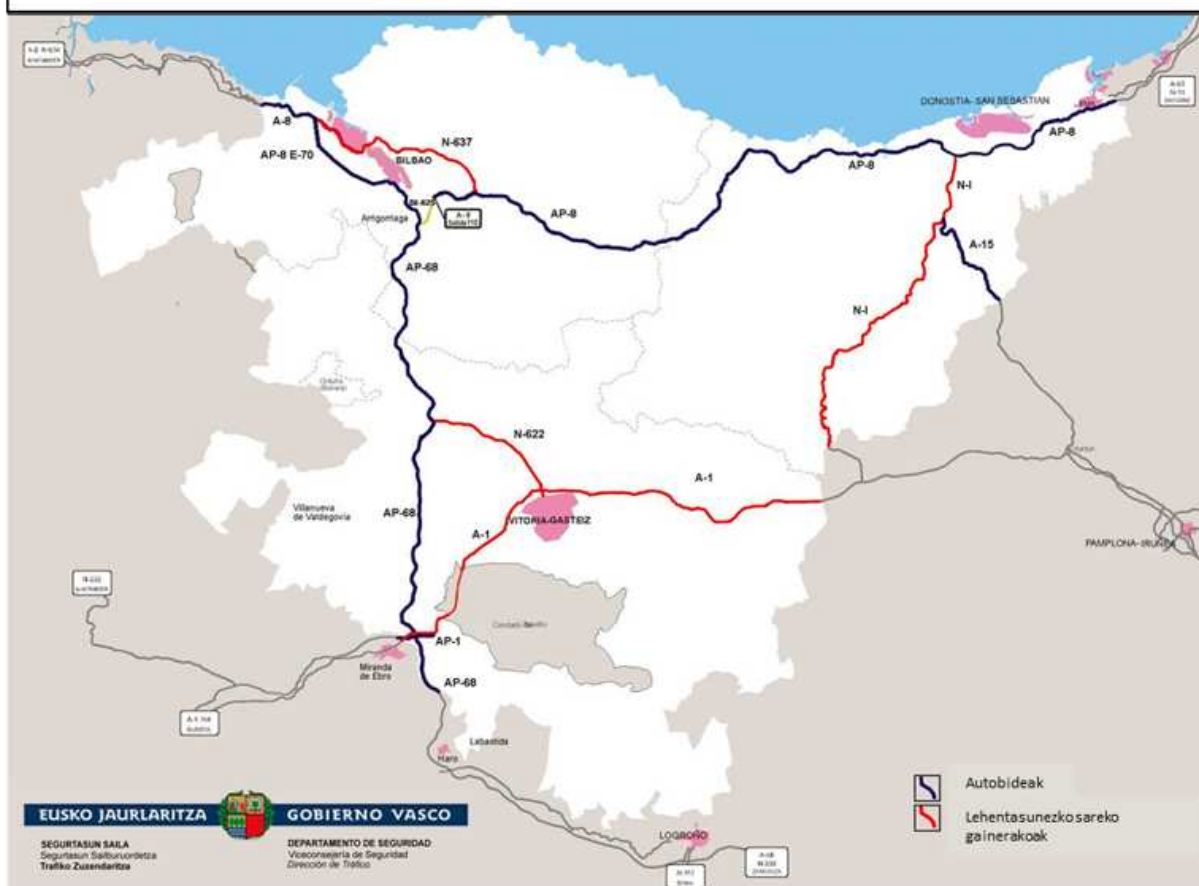 DONOSTIA- SAN SEBASTIAN
A-8
AP-8 E-70
N-637
BILBAO
AP-8
AP-8
AP-8
N-I
A-15
N-I
Arrigorriaga
AP-68
N-622
A-1
Villanueva
de Valdegovía
AP-68
A-1
VITORIA-GASTEIZ
AP-1
Miranda
de Ebro
AP-68
Labastida
Haro
LOGROÑO
Autobideak
Lehentasunezko sareko
gainerakoak
EUSKO JAURLARITZA
GOBIERNO VASCO
SEGURTASUN SAILA
Segurtasun Sailburuordetza
Trafiko Zuzendaritza
DEPARTAMENTO DE SEGURIDAD
Viceconsejería de Seguridad
Dirección de Tráfico